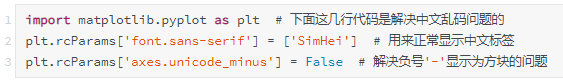 1 import matplotlib.pyplot as plt  # 下面这几行代码是解决中文乱码问题的
2 plt.rcParams['font.sans-serif'] = ['SimHei']  # 用来正常显示中文标签
3 plt.rcParams['axes.unicode_minus'] = False  # 解决负号'-'显示为方块的问题